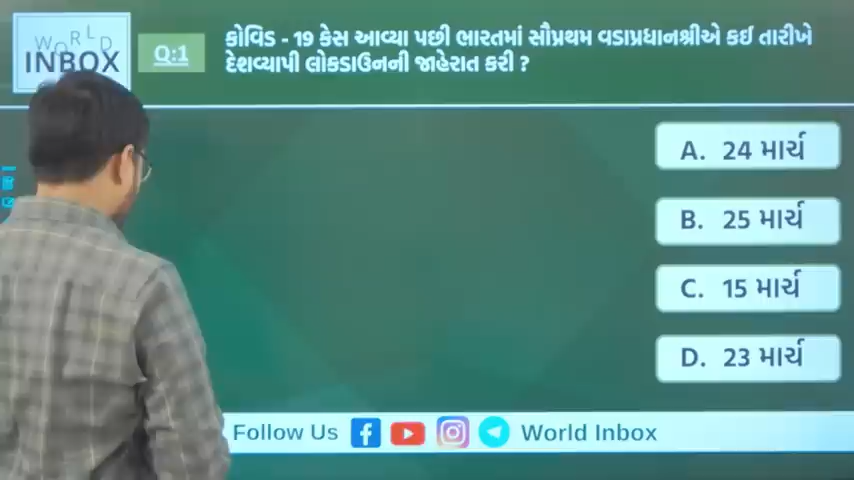 WORLD
INBOX
Q:1
કોવિડ - 19 કેસ આવ્યા પછી ભારતમાં સૌપ્રથમ વડાપ્રધાનશ્રીએ કઈ તારીખે
દેશવ્યાપી લોકડાઉનની જાહેરાત કરી ?
A. 24 માર્ચ
B. 25 માર્ચ
C. 15 માર્ચ
D. 23 માર્ચ
Follow Us
World Inbox